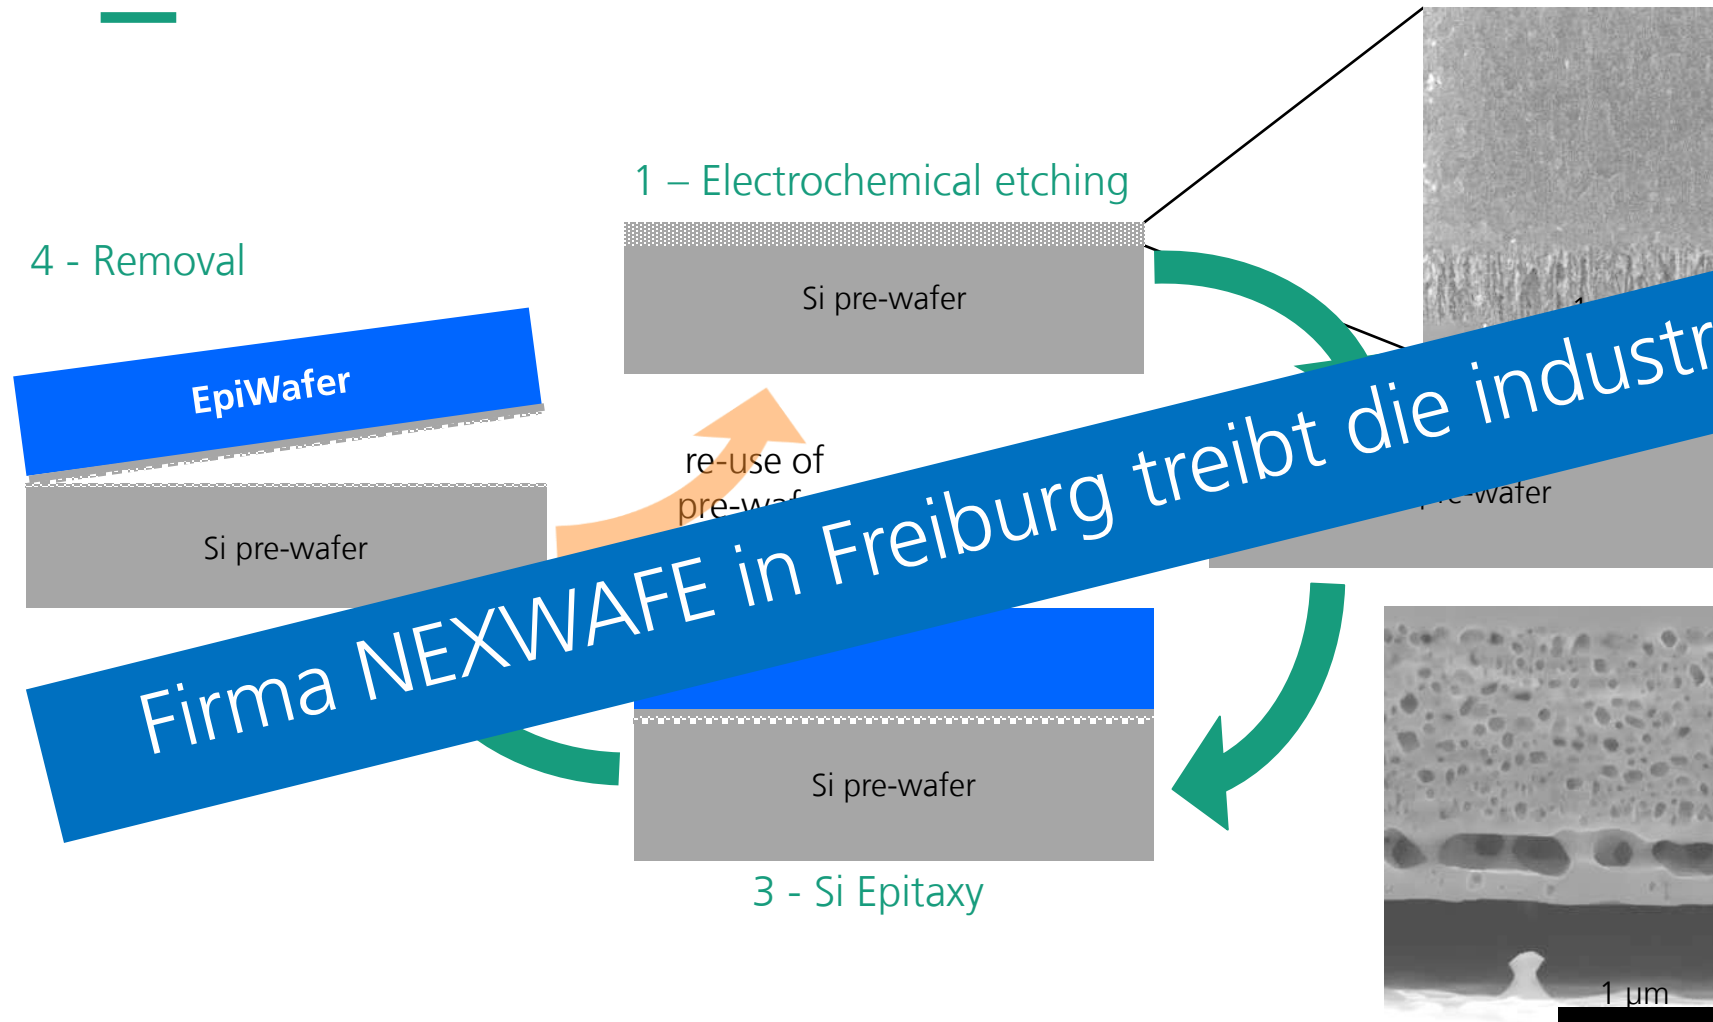 1 – Electrochemical etching
Si pre-wafer
4 - Removal
EpiWafer
Si pre-wafer
re-use of
Firma NEXWAFE in Freiburg treibt die
Si pre-wafer
3 - Si Epitaxy
1 µm